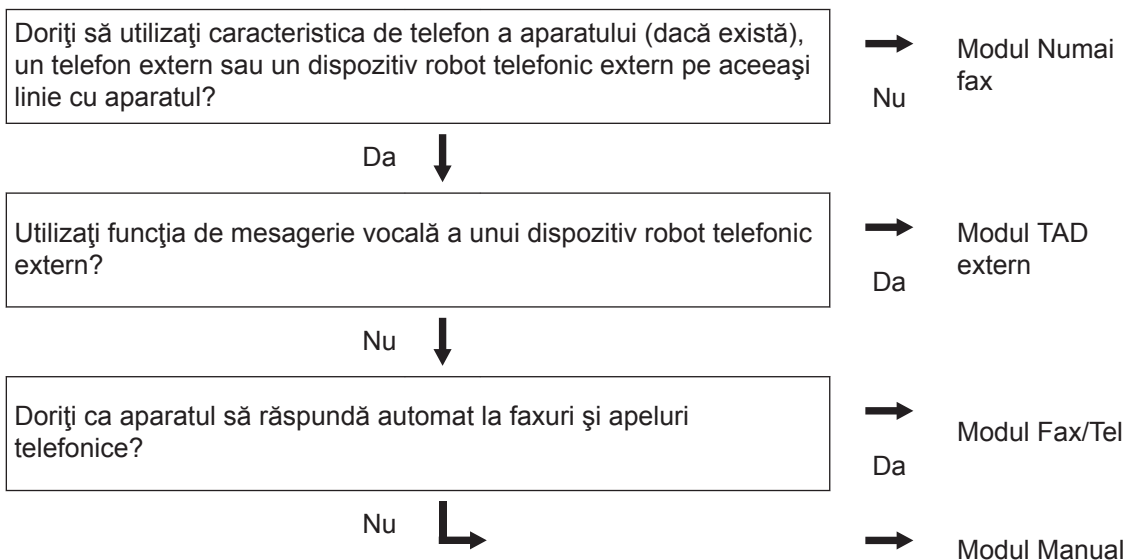 Doriţi să utilizaţi caracteristica de telefon a aparatului (dacă există),
un telefon extern sau un dispozitiv robot telefonic extern pe aceeaşi
linie cu aparatul?
Nu
Modul Numai
fax
Da
Utilizaţi funcţia de mesagerie vocală a unui dispozitiv robot telefonic
extern?
Da
Modul TAD
extern
Nu
Doriţi ca aparatul să răspundă automat la faxuri şi apeluri
telefonice?
Da
Modul Fax/Tel
Nu
Modul Manual